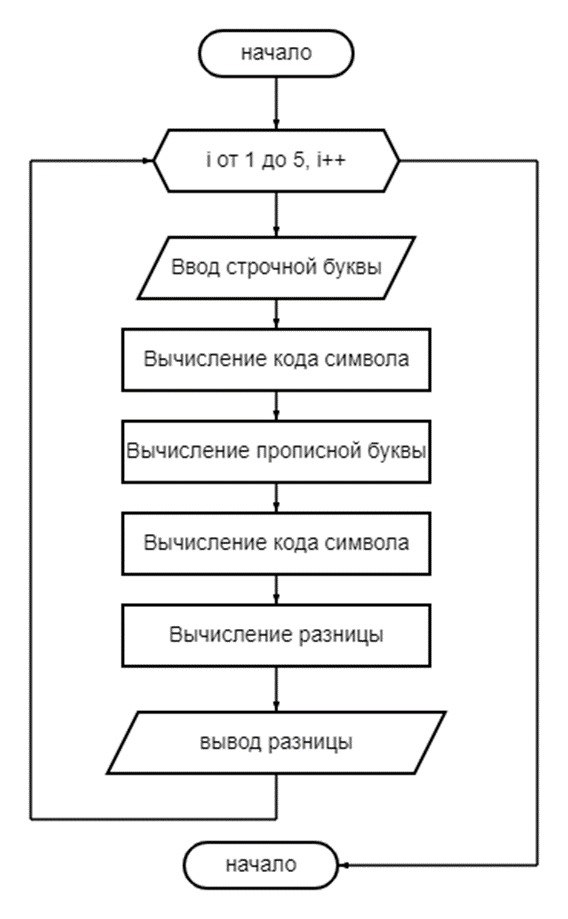 начало
i от 1 до 5, i++
Ввод строчной буквы
Вычисление кода символа
Вычисление прописной буквы
Вычисление кода символа
Вычисление разницы
вывод разницы
начало